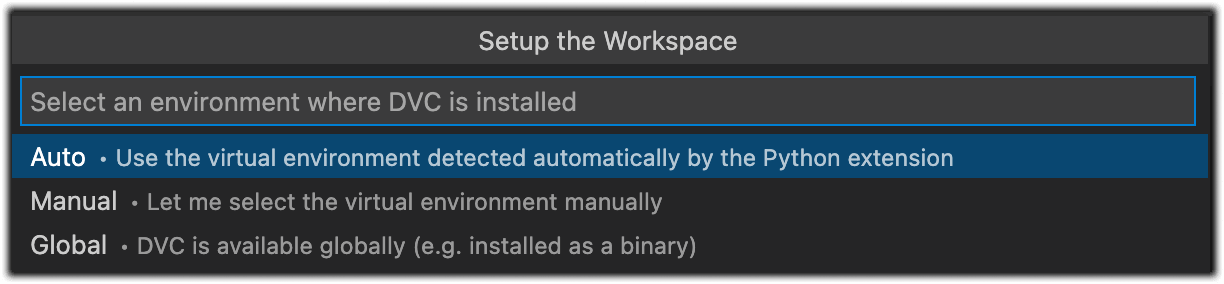 Setup the Workspace
Select an environment where DVC is installed
Auto • Use the virtual environment detected automatically by the Python extension
Manual • Let me select the virtual environment manually
Global • DVC is available globally (e.g. installed as a binary)